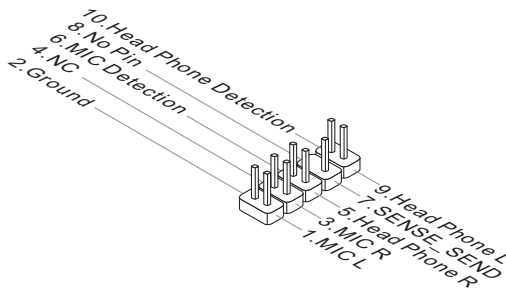 10.Head Phone Detection
8.No Pin
6.MIC Detection
4.NC
2.Ground
9.Head Phone L
7.SENSE_SEND
5.Head Phone R
3.MIC R
1.MIC L